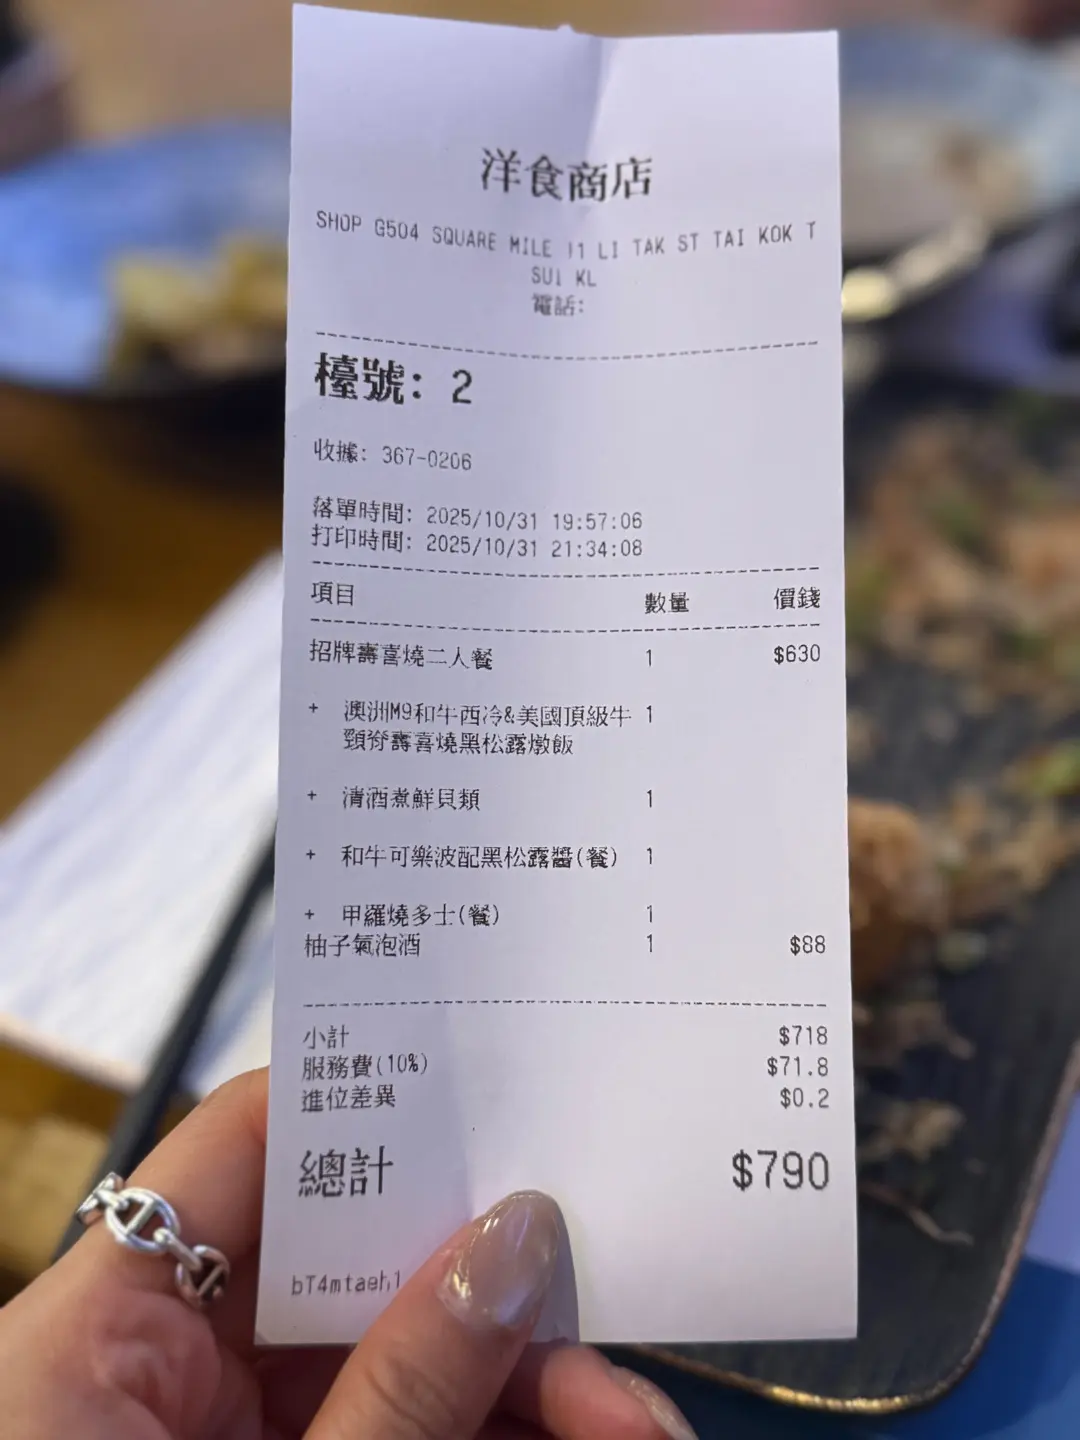 洋食商店
SHOP G504 SQUARE MILE 11 LI TAK ST TAI KOK T
SUI KL
電話:
檯號: 2
收據: 367-0206
落單時間: 2025/10/31 19:57:06
打印時間: 2025/10/31 21:34:08
項目 數量 價錢
招牌壽喜燒二人餐 1 $630
+ 澳洲M9和牛西冷&美國頂級牛 1
頸脊壽喜燒黑松露燉飯
+ 清酒煮鮮貝類 1
+ 和牛可樂波配黑松露醬(餐) 1
+ 甲羅燒多士(餐) 1
柚子氣泡酒 1 $88
小計 $718
服務費(10%) $71.8
進位差異 $0.2
總計 $790
bT4mtaeh1